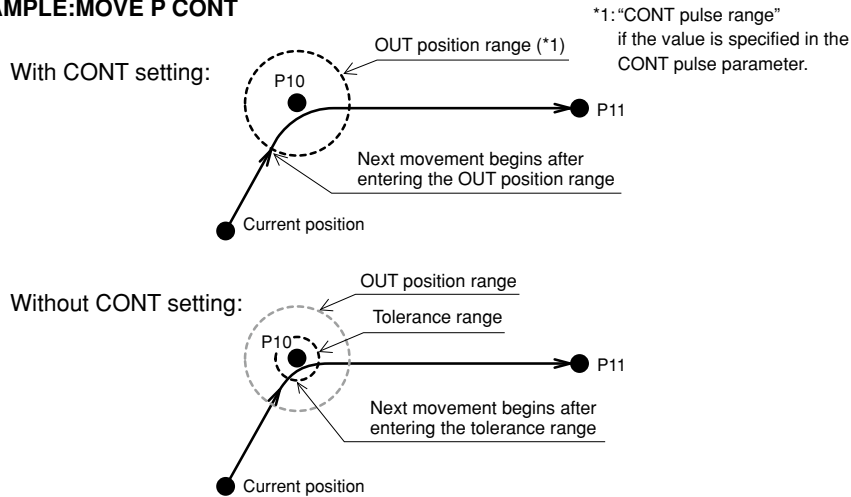 AMPLE:MOVE P CONT
*1: “CONT pulse range”
if the value is specified in the
CONT pulse parameter.
With CONT setting:
OUT position range (*1)
P10
P11
Next movement begins after
entering the OUT position range
Current position
Without CONT setting:
OUT position range
Tolerance range
P10
P11
Next movement begins after
entering the tolerance range
Current position